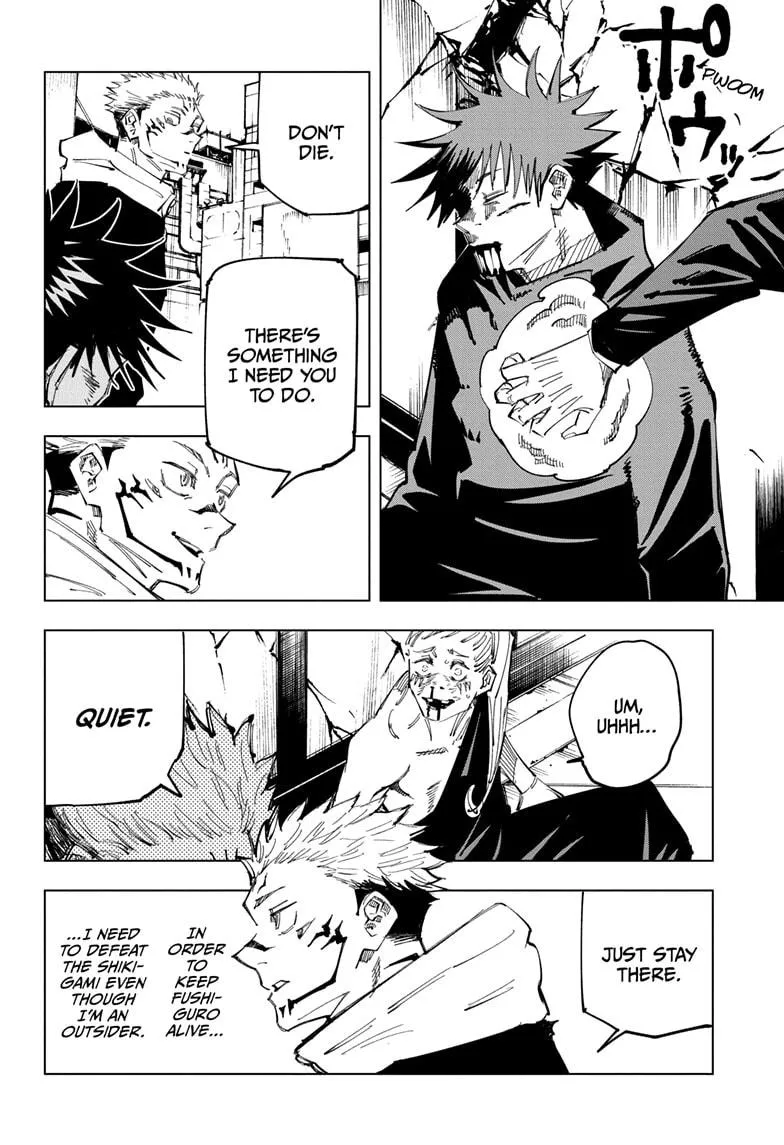 ポウッ
PWOOM
DON'T
DIE.
THERE'S
SOMETHING
I NEED YOU
TO DO.
UM,
UHHH...
QUIET.
JUST STAY
THERE.
IN
ORDER
TO
KEEP
FUSHI-
GURO
ALIVE...
...I NEED
TO DEFEAT
THE SHIKI-
GAMI EVEN
THOUGH
I'M AN
OUTSIDER.